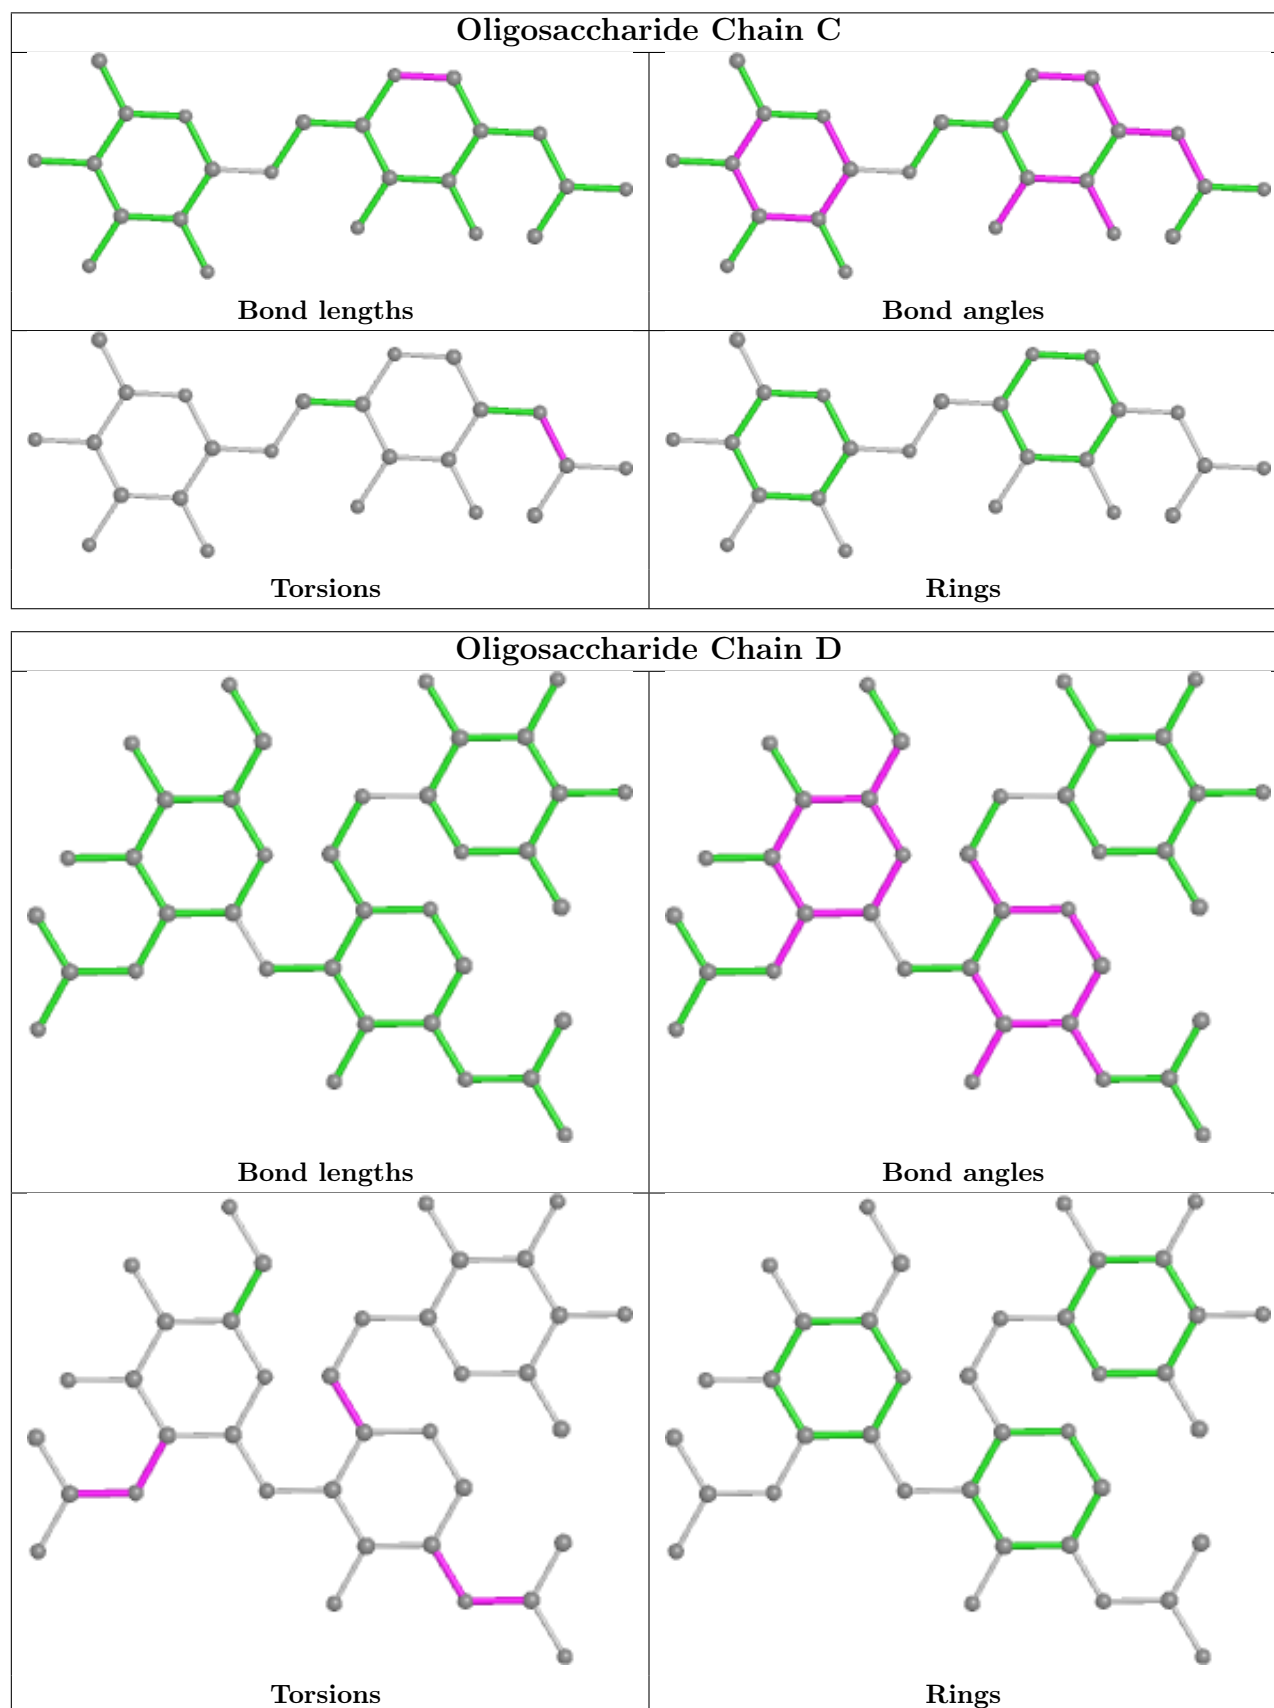 Oligosaccharide Chain C
Bond lengths
Bond angles
Torsions
Rings
Oligosaccharide Chain D
Bond lengths
Bond angles
Torsions
Rings